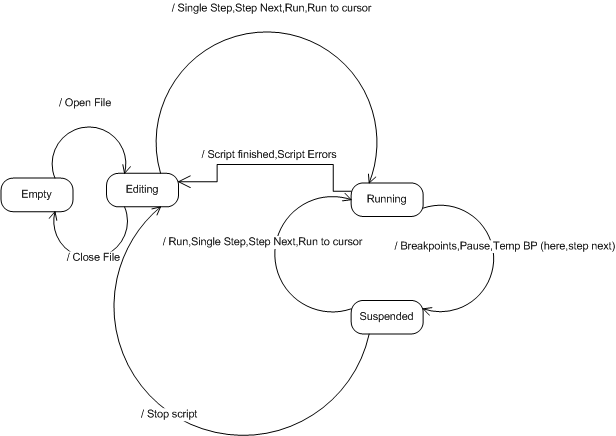 / Single Step,Step Next,Run,Run to cursor
/ Open File
/ Script finished,Script Errors
Empty
Editing
Running
/ Close File
/ Run,Single Step,Step Next,Run to cursor
/ Breakpoints,Pause,Temp BP (here,step next)
Suspended
/ Stop script